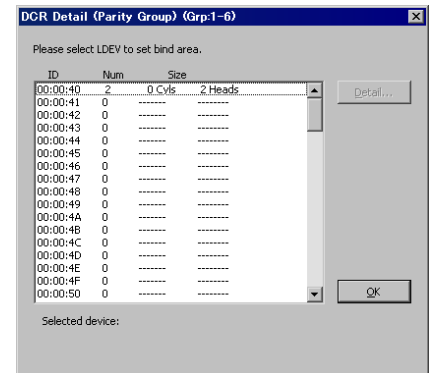 DCR Detail (Parity Group) (Grp:1-6)
Please select LDEV to set bind area.
ID Num Size
00:00:40 2 0 Cyls 2 Heads
00:00:41 0 ------- --------
00:00:42 0 ------- --------
00:00:43 0 ------- --------
00:00:44 0 ------- --------
00:00:45 0 ------- --------
00:00:46 0 ------- --------
00:00:47 0 ------- --------
00:00:48 0 ------- --------
00:00:49 0 ------- --------
00:00:4A 0 ------- --------
00:00:4B 0 ------- --------
00:00:4C 0 ------- --------
00:00:4D 0 ------- --------
00:00:4E 0 ------- --------
00:00:4F 0 ------- --------
00:00:50 0 ------- --------
Detail...
OK
Selected device: